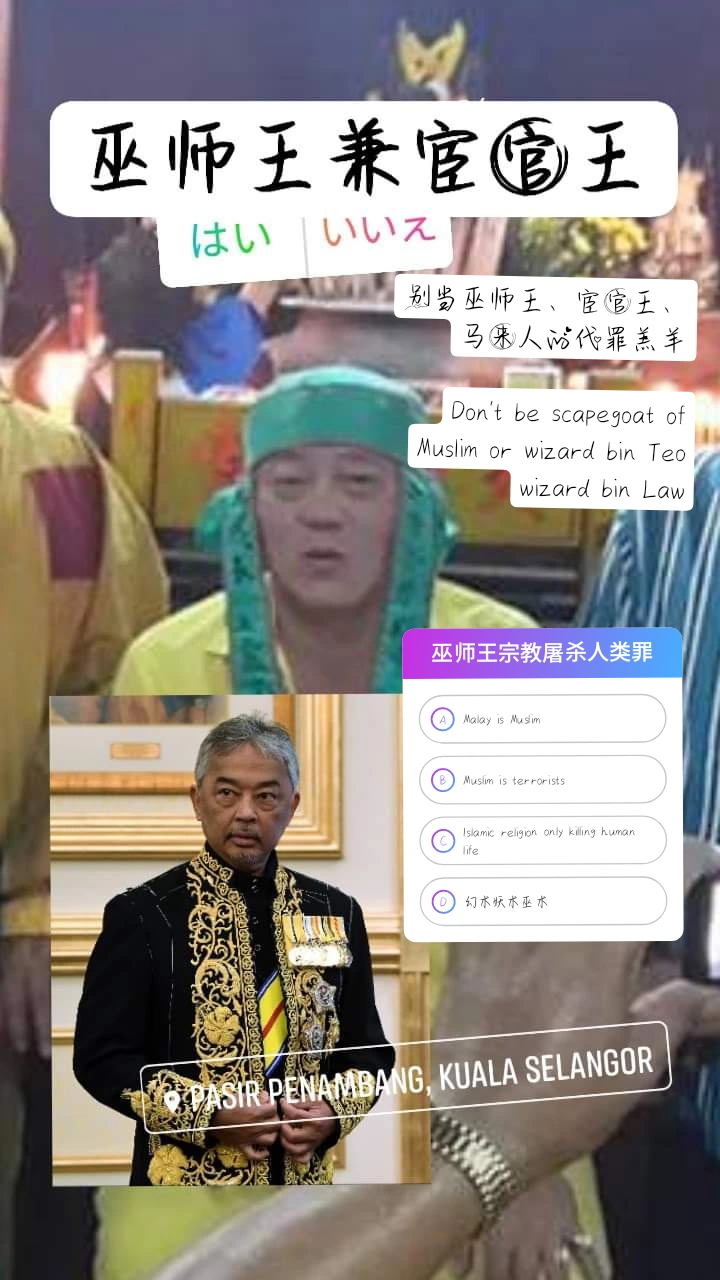 巫师王兼宦官王
はい いいえ
别当巫师王、宦官王、
马来人的代罪羔羊
Don't be scapegoat of
Muslim or wizard bin Teo
wizard bin Law
巫师王宗教屠杀人类罪
A Malay is Muslim
B Muslim is terrorists
C Islamic religion only killing human
life
D 幻术妖术巫术
PASIR PENAMBANG, KUALA SELANGOR